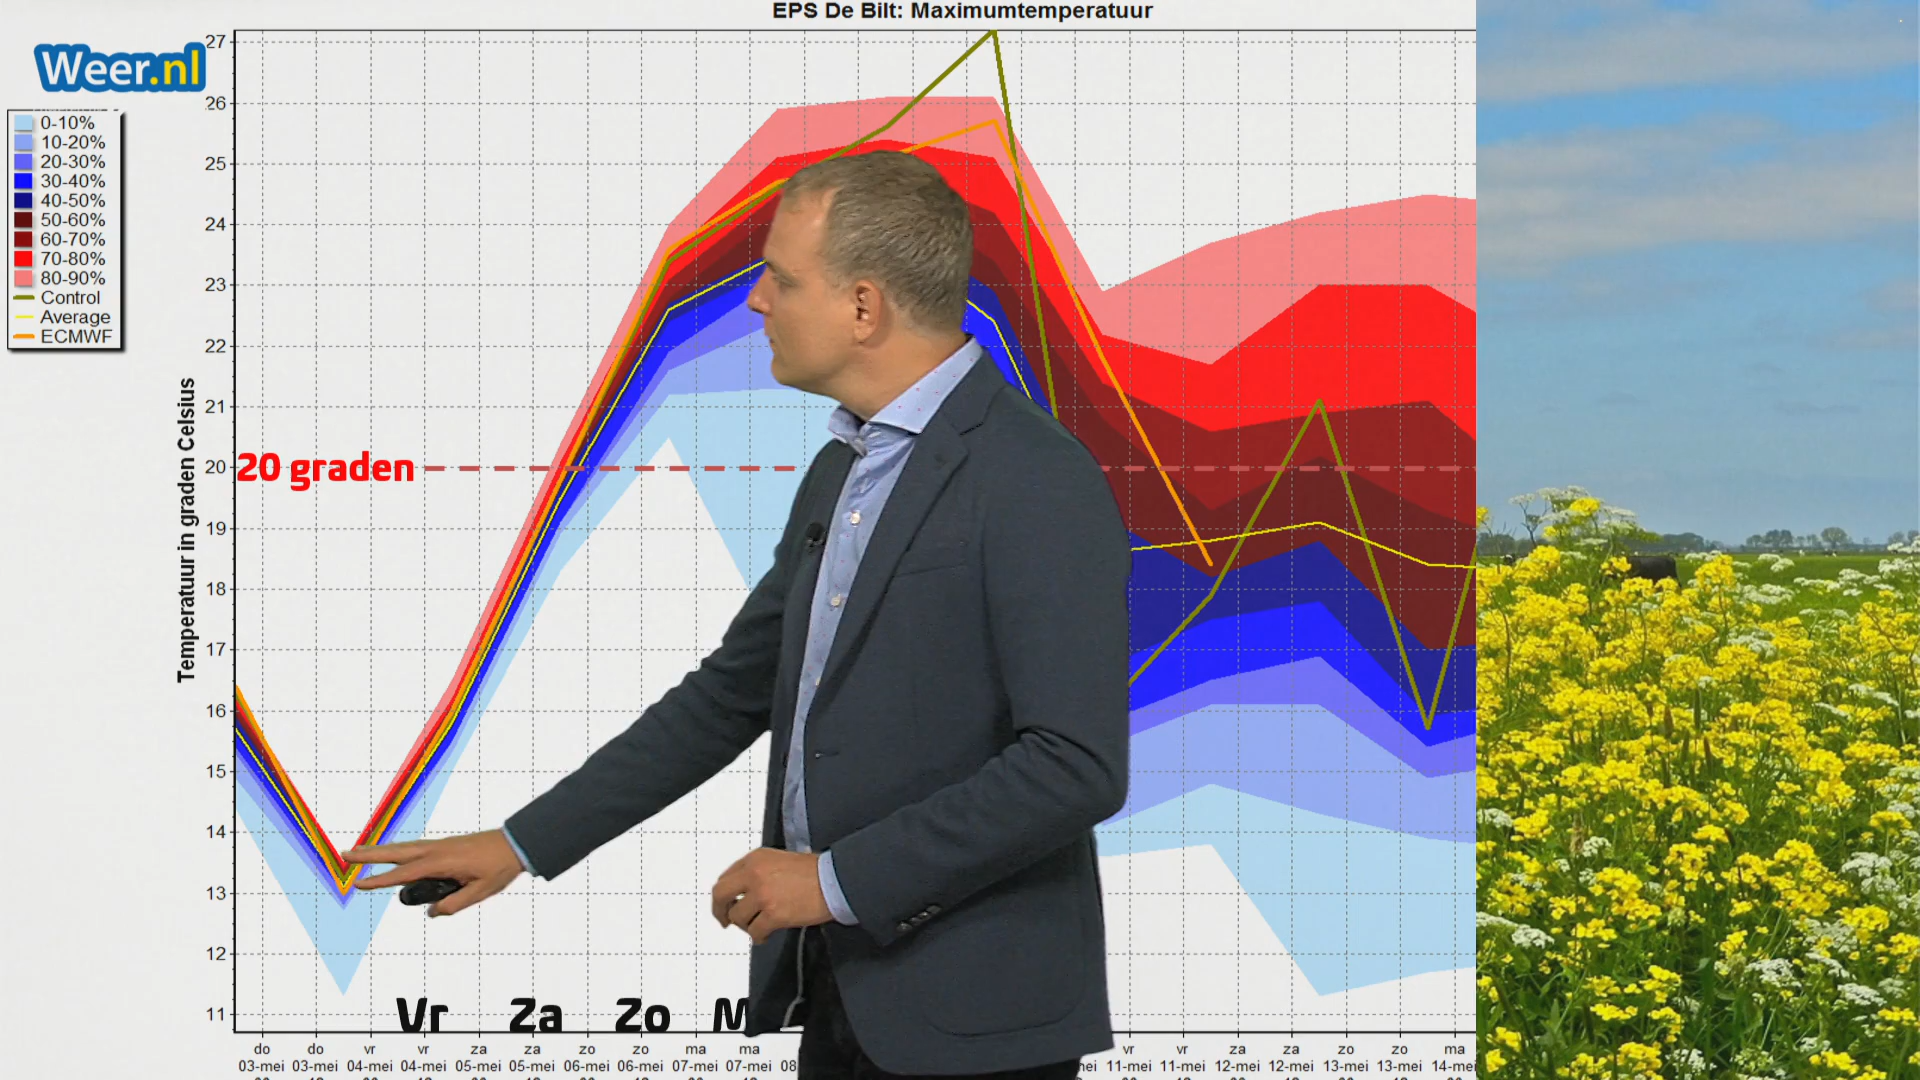 EPS De Bilt: Maximumtemperatuur
Weer.nl
0-10%
10-20%
20-30%
30-40%
40-50%
50-60%
60-70%
70-80%
80-90%
Control
Average
ECMWF
Temperatuur in graden Celsius
27
26
25
24
23
22
21
20
19
18
17
16
15
14
13
12
11
20 graden
Vr Za Zo M
do do vr vr za za zo zo ma ma vr vr za za zo zo ma
03-mei 03-mei 04-mei 04-mei 05-mei 05-mei 06-mei 06-mei 07-mei 07-mei 08 11-mei 11-mei 12-mei 12-mei 13-mei 13-mei 14-mei